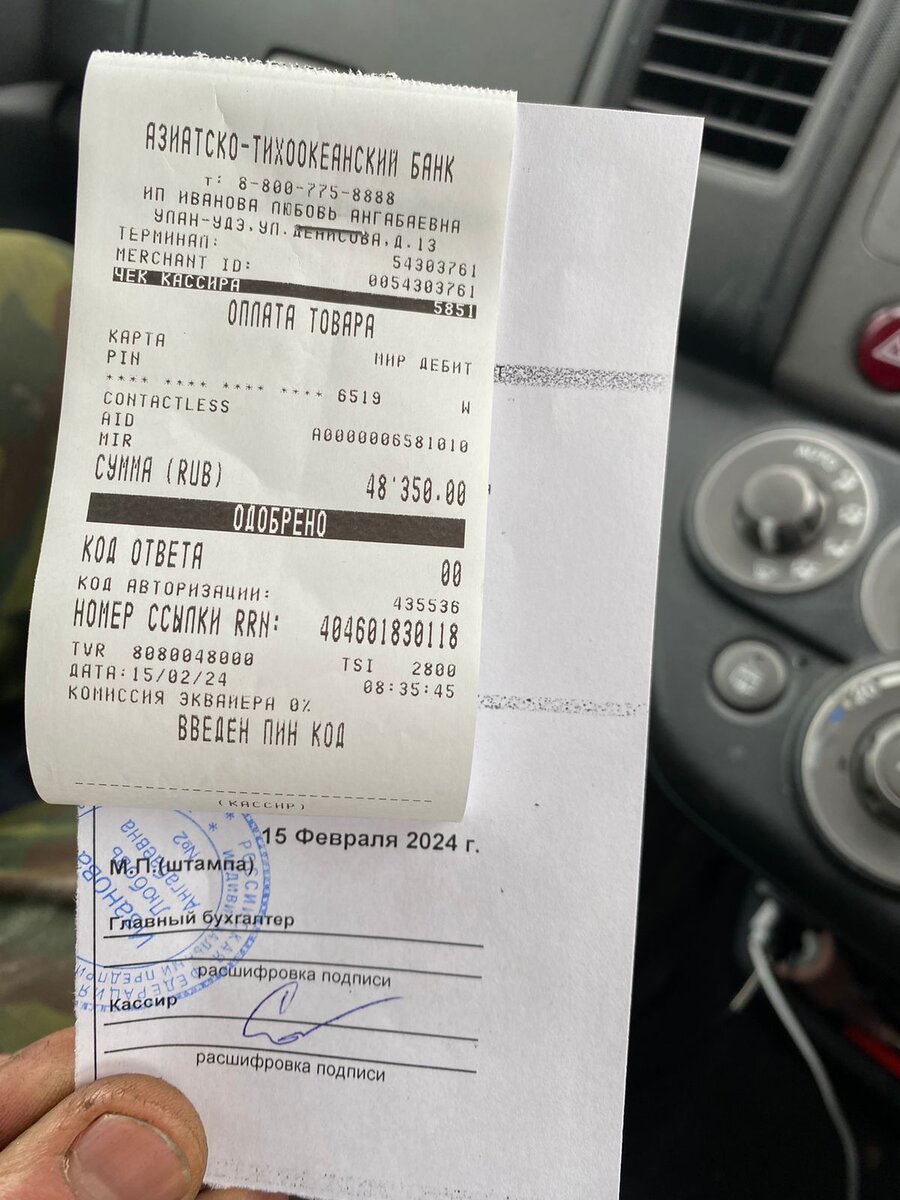 АЗИАТСКО-ТИХООКЕАНСКИЙ БАНК
т: 8-800-775-8888
ИП ИВАНОВА ЛЮБОВЬ АНГАБАЕВНА
УЛАН-УДЭ,УЛ.ДЕНИСОВА,Д.13
ТЕРМИНАЛ: 54303761
MERCHANT ID: 0054303761
ЧЕК КАССИРА 5851
ОПЛАТА ТОВАРА
КАРТА МИР ДЕБИТ
PIN
**** **** **** **** 6519 W
CONTACTLESS
AID A0000006581010
MIR
СУММА (RUB) 48'350.00
ОДОБРЕНО
КОД ОТВЕТА 00
КОД АВТОРИЗАЦИИ: 435536
НОМЕР ССЫЛКИ RRN: 404601830118
TVR 8080048000 TSI 2800
ДАТА:15/02/24 08:35:45
КОМИССИЯ ЭКВАЙЕРА 0%
ВВЕДЕН ПИН КОД
(КАССИР)
15 Февраля 2024 г.
М.П.(штампа)
Главный бухгалтер
расшифровка подписи
Кассир
расшифровка подписи
Иванова
Любовь
Ангабаевна
№2